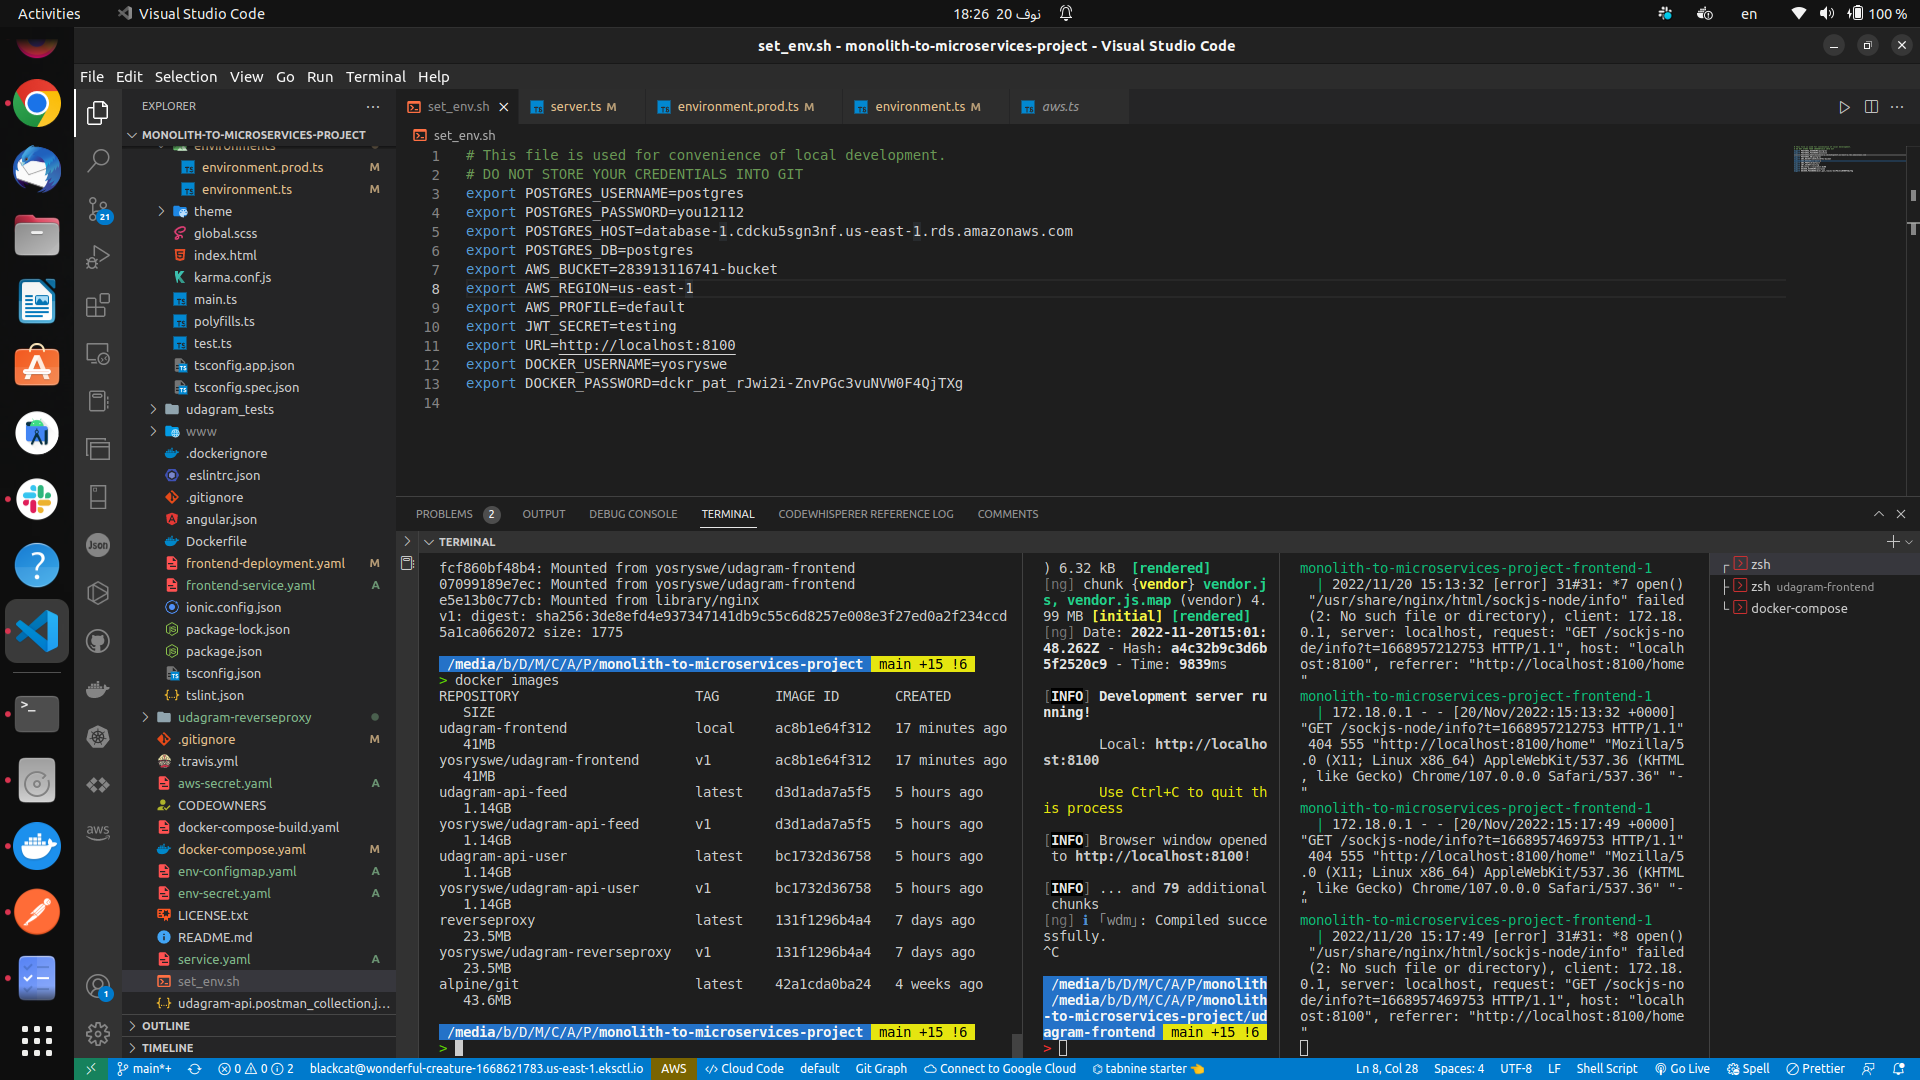 Activities
Visual Studio Code
18:26 20 نوف
en
100 %
set_env.sh - monolith-to-microservices-project - Visual Studio Code
File Edit Selection View Go Run Terminal Help
EXPLORER
MONOLITH-TO-MICROSERVICES-PROJECT
environments
environment.prod.ts M
environment.ts M
theme
global.scss
index.html
karma.conf.js
main.ts
polyfills.ts
test.ts
tsconfig.app.json
tsconfig.spec.json
udagram_tests
www
.dockerignore
.eslintrc.json
.gitignore
angular.json
Dockerfile
frontend-deployment.yaml M
frontend-service.yaml A
ionic.config.json
package-lock.json
package.json
tsconfig.json
tslint.json
udagram-reverseproxy
.gitignore M
.travis.yml
aws-secret.yaml A
CODEOWNERS
docker-compose-build.yaml
docker-compose.yaml M
env-configmap.yaml A
env-secret.yaml A
LICENSE.txt
README.md
service.yaml A
set_env.sh
udagram-api.postman_collection.j...
OUTLINE
TIMELINE
21
Json
aws
1
set_env.sh
server.ts M
environment.prod.ts M
environment.ts M
aws.ts
set_env.sh
1 # This file is used for convenience of local development.
2 # DO NOT STORE YOUR CREDENTIALS INTO GIT
3 export POSTGRES_USERNAME=postgres
4 export POSTGRES_PASSWORD=you12112
5 export POSTGRES_HOST=database-1.cdcku5sgn3nf.us-east-1.rds.amazonaws.com
6 export POSTGRES_DB=postgres
7 export AWS_BUCKET=283913116741-bucket
8 export AWS_REGION=us-east-1
9 export AWS_PROFILE=default
10 export JWT_SECRET=testing
11 export URL=http://localhost:8100
12 export DOCKER_USERNAME=yosryswe
13 export DOCKER_PASSWORD=dckr_pat_rJwi2i-ZnvPGc3vuNVW0F4QjTXg
14
PROBLEMS 2 OUTPUT DEBUG CONSOLE TERMINAL CODEWHISPERER REFERENCE LOG COMMENTS
TERMINAL
fcf860bf48b4: Mounted from yosryswe/udagram-frontend
07099189e7ec: Mounted from yosryswe/udagram-frontend
e5e13b0c77cb: Mounted from library/nginx
v1: digest: sha256:3de8efd4e937347141db9c55c6d8257e008e3f27ed0a2f234ccd
5a1ca0662072 size: 1775
/media/b/D/M/C/A/P/monolith-to-microservices-project main +15 !6
> docker images
REPOSITORY TAG IMAGE ID CREATED
SIZE
udagram-frontend local ac8b1e64f312 17 minutes ago
41MB
yosryswe/udagram-frontend v1 ac8b1e64f312 17 minutes ago
41MB
udagram-api-feed latest d3d1ada7a5f5 5 hours ago
1.14GB
yosryswe/udagram-api-feed v1 d3d1ada7a5f5 5 hours ago
1.14GB
udagram-api-user latest bc1732d36758 5 hours ago
1.14GB
yosryswe/udagram-api-user v1 bc1732d36758 5 hours ago
1.14GB
reverseproxy latest 131f1296b4a4 7 days ago
23.5MB
yosryswe/udagram-reverseproxy v1 131f1296b4a4 7 days ago
23.5MB
alpine/git latest 42a1cda0ba24 4 weeks ago
43.6MB
/media/b/D/M/C/A/P/monolith-to-microservices-project main +15 !6
>
) 6.32 kB [rendered]
[ng] chunk {vendor} vendor.j
s, vendor.js.map (vendor) 4.
99 MB [initial] [rendered]
[ng] Date: 2022-11-20T15:01:
48.262Z - Hash: a4c32b9c3d6b
5f2520c9 - Time: 9839ms
[INFO] Development server ru
nning!
Local: http://localho
st:8100
Use Ctrl+C to quit th
is process
[INFO] Browser window opened
to http://localhost:8100!
[INFO] ... and 79 additional
chunks
[ng] ℹ ｢wdm｣: Compiled succe
ssfully.
^C
/media/b/D/M/C/A/P/monolith
/media/b/D/M/C/A/P/monolith
-to-microservices-project/ud
agram-frontend main +15 !6
>
monolith-to-microservices-project-frontend-1
| 2022/11/20 15:13:32 [error] 31#31: *7 open()
"/usr/share/nginx/html/sockjs-node/info" failed
(2: No such file or directory), client: 172.18.
0.1, server: localhost, request: "GET /sockjs-no
de/info?t=1668957212753 HTTP/1.1", host: "localh
ost:8100", referrer: "http://localhost:8100/home
"
monolith-to-microservices-project-frontend-1
| 172.18.0.1 - - [20/Nov/2022:15:13:32 +0000]
"GET /sockjs-node/info?t=1668957212753 HTTP/1.1"
404 555 "http://localhost:8100/home" "Mozilla/5
.0 (X11; Linux x86_64) AppleWebKit/537.36 (KHTML
, like Gecko) Chrome/107.0.0.0 Safari/537.36" "-
"
monolith-to-microservices-project-frontend-1
| 172.18.0.1 - - [20/Nov/2022:15:17:49 +0000]
"GET /sockjs-node/info?t=1668957469753 HTTP/1.1"
404 555 "http://localhost:8100/home" "Mozilla/5
.0 (X11; Linux x86_64) AppleWebKit/537.36 (KHTML
, like Gecko) Chrome/107.0.0.0 Safari/537.36" "-
"
monolith-to-microservices-project-frontend-1
| 2022/11/20 15:17:49 [error] 31#31: *8 open()
"/usr/share/nginx/html/sockjs-node/info" failed
(2: No such file or directory), client: 172.18.
0.1, server: localhost, request: "GET /sockjs-no
de/info?t=1668957469753 HTTP/1.1", host: "localh
ost:8100", referrer: "http://localhost:8100/home
"
zsh
zsh udagram-frontend
docker-compose
main*+ 0 0 2 blackcat@wonderful-creature-1668621783.us-east-1.eksctl.io AWS Cloud Code default Git Graph Connect to Google Cloud tabnine starter Ln 8, Col 28 Spaces: 4 UTF-8 LF Shell Script Go Live Spell Prettier